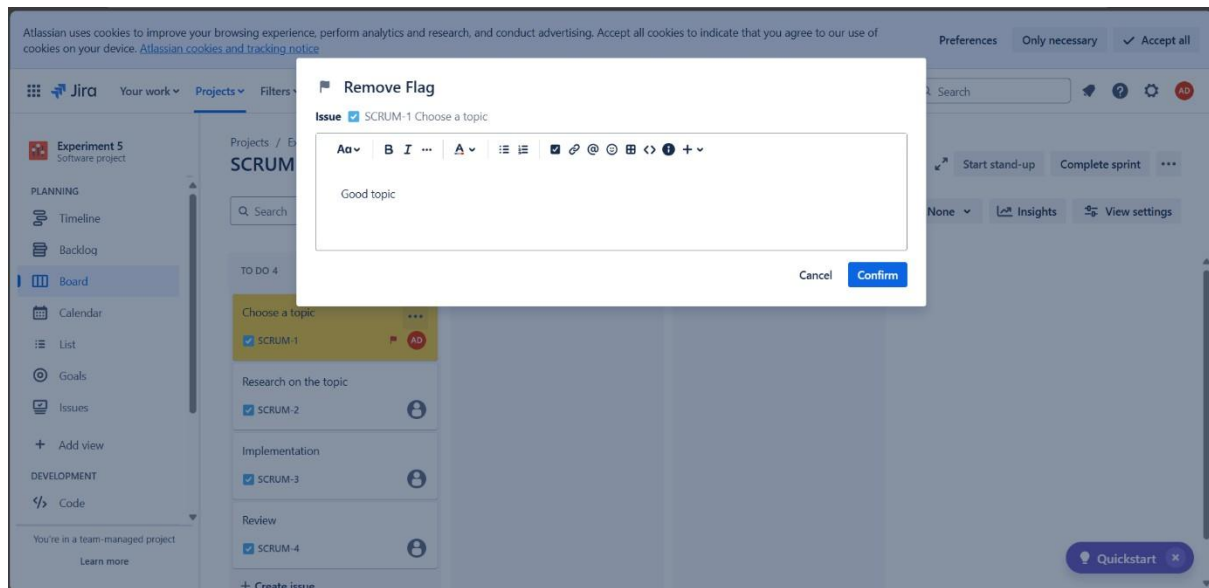 Atlassian uses cookies to improve your browsing experience, perform analytics and research, and conduct advertising. Accept all cookies to indicate that you agree to our use of
cookies on your device. Atlassian cookies and tracking notice
Preferences
Only necessary
Accept all
Jira
Your work
Projects
Filters
Search
AD
Remove Flag
Issue SCRUM-1 Choose a topic
Aa B I ... A @ <> +
Good topic
Cancel
Confirm
Experiment 5
Software project
PLANNING
Timeline
Backlog
Board
Calendar
List
Goals
Issues
+ Add view
DEVELOPMENT
</> Code
You're in a team-managed project
Learn more
Projects /
SCRUM
Start stand-up
Complete sprint
Search
None
Insights
View settings
TO DO 4
Choose a topic
SCRUM-1
AD
Research on the topic
SCRUM-2
Implementation
SCRUM-3
Review
SCRUM-4
+ Create issue
Quickstart